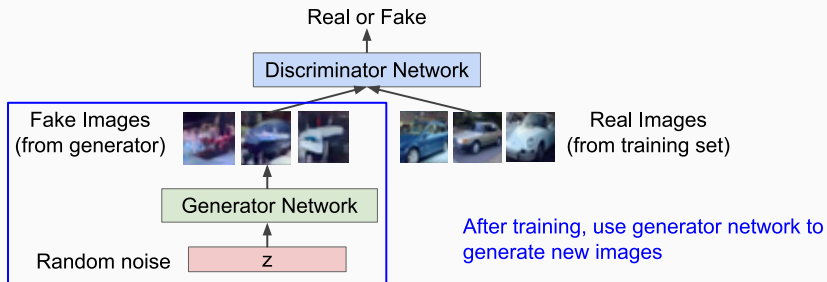 Real or Fake
Discriminator Network
Fake Images
(from generator)
Real Images
(from training set)
Generator Network
After training, use generator network to
generate new images
Random noise
z